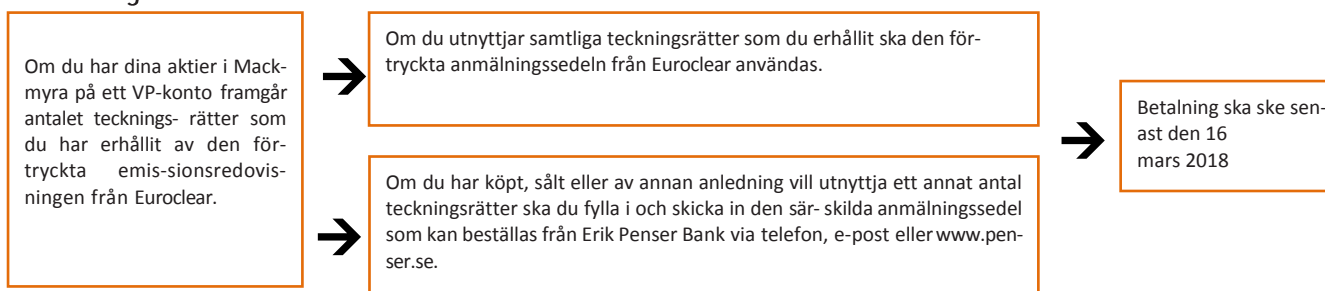 Om du har dina aktier i Mack-
myra på ett VP-konto framgår
antalet tecknings- rätter som
du har erhållit av den för-
tryckta emis-sionsredovis-
ningen från Euroclear.
Om du utnyttjar samtliga teckningsrätter som du erhållit ska den för-
tryckta anmälningssedeln från Euroclear användas.
Om du har köpt, sålt eller av annan anledning vill utnyttja ett annat antal
teckningsrätter ska du fylla i och skicka in den sär- skilda anmälningssedel
som kan beställas från Erik Penser Bank via telefon, e-post eller www.pen-
ser.se.
Betalning ska ske sen-
ast den 16
mars 2018